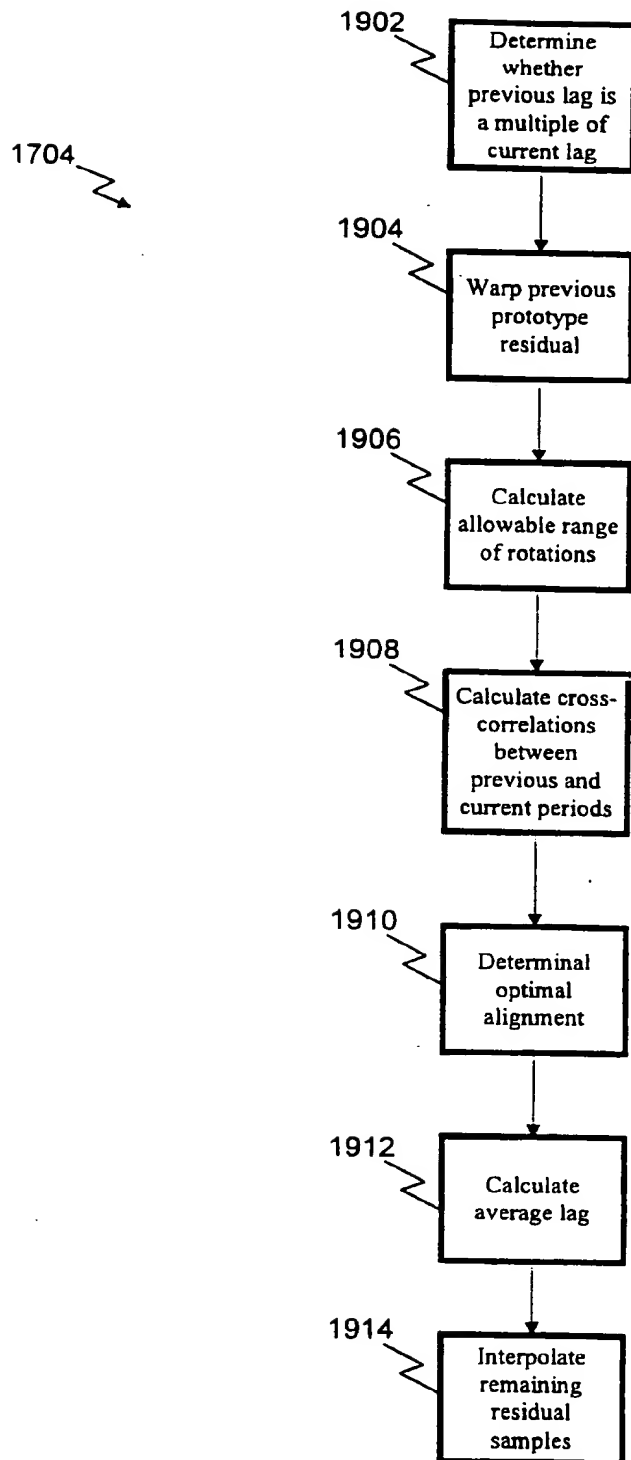 1902
Determine
whether
previous lag is
a multiple of
current lag
1704
1904
Warp previous
prototype
residual
1906
Calculate
allowable range
of rotations
1908
Calculate cross-
correlations
between
previous and
current periods
1910
Determinal
optimal
alignment
1912
Calculate
average lag
1914
Interpolate
remaining
residual
samples